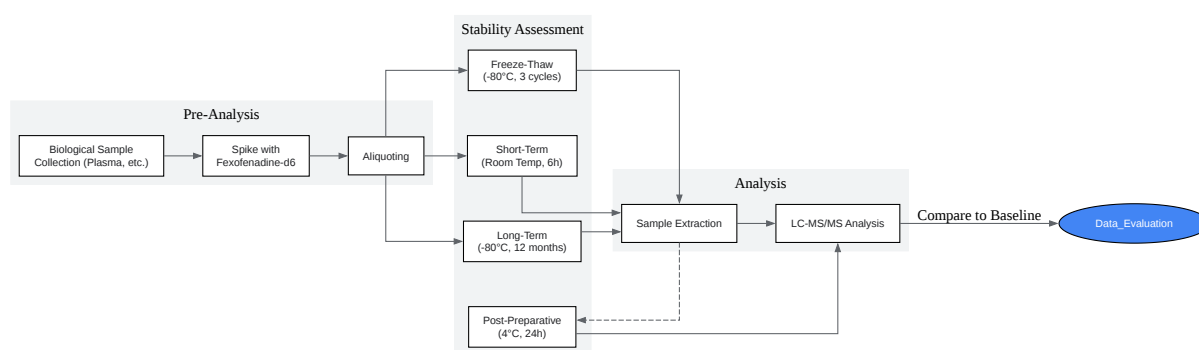 Stability Assessment
Freeze-Thaw
(-80°C, 3 cycles)
Pre-Analysis
Biological Sample
Collection (Plasma, etc.)
Spike with
Fexofenadine-d6
Aliquoting
Short-Term
(Room Temp, 6h)
Long-Term
(-80°C, 12 months)
Post-Preparative
(4°C, 24h)
Analysis
Sample Extraction
LC-MS/MS Analysis
Compare to Baseline
Data_Evaluation